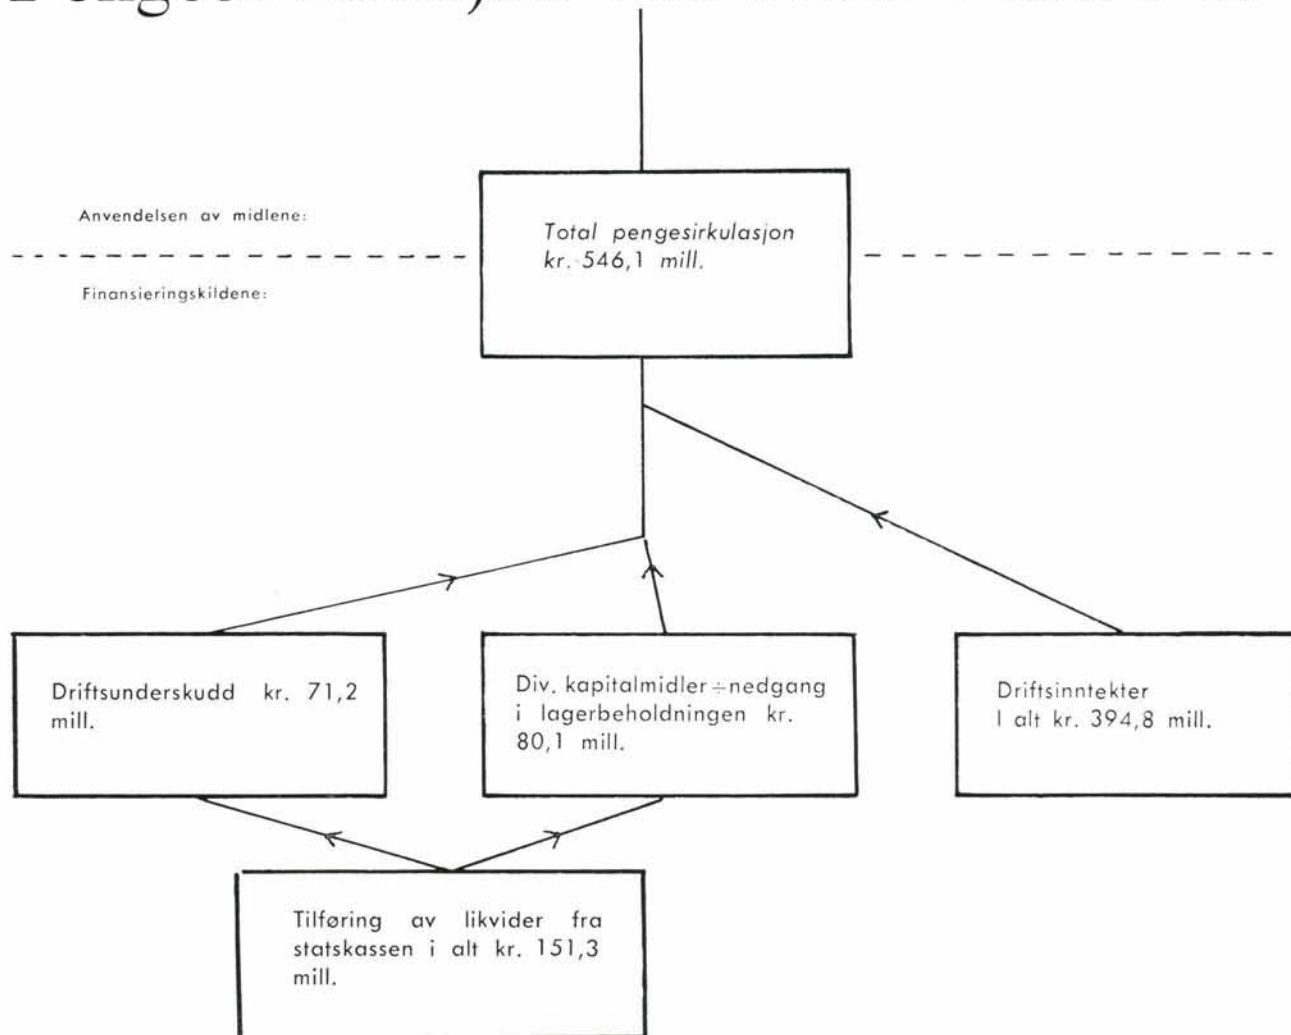 Anvendelsen av midlene:
Total pengesirkulasjon
kr. 546,1 mill.
Finansieringskildene:
Driftsunderskudd kr. 71,2
mill.
Div. kapitalmidler÷nedgang
i lagerbeholdningen kr.
80,1 mill.
Driftsinntekter
I alt kr. 394,8 mill.
Tilføring av likvider fra
statskassen i alt kr. 151,3
mill.